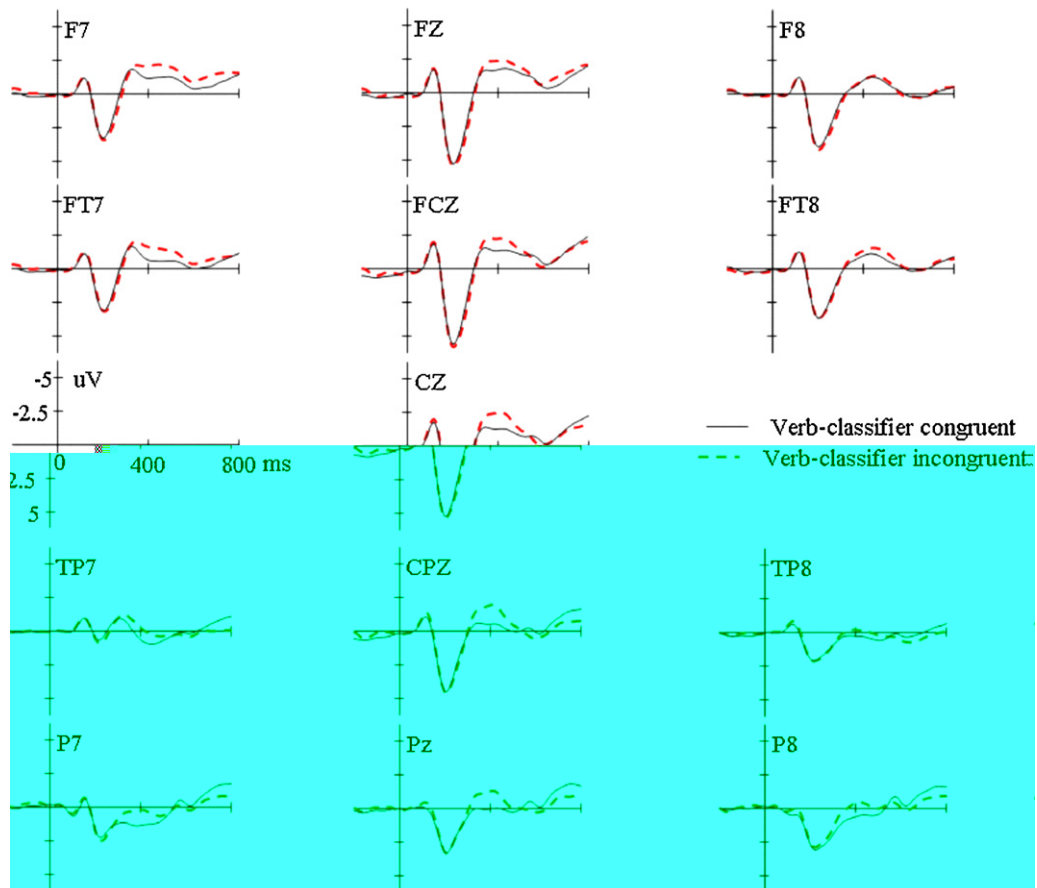 F7
FZ
F8
FT7
FCZ
FT8
-5
uV
CZ
-2.5
Verb-classifier congruent
0
400
800 ms
Verb-classifier incongruent
2.5
5
TP7
CPZ
TP8
P7
Pz
P8